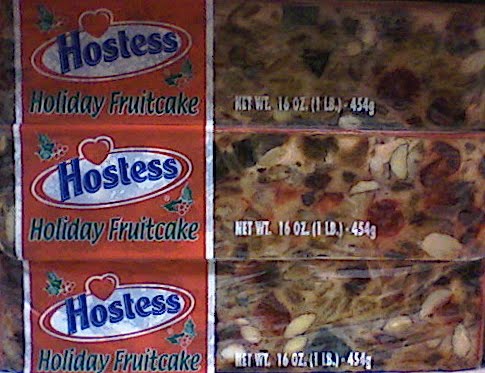 Hostess
Holiday Fruitcake
NET WT. 16 OZ. (1 LB.) - 454g
Hostess
Holiday Fruitcake
NET WT. 16 OZ. (1 LB.) - 454g
Hostess
Holiday Fruitcake
NET WT. 16 OZ. (1 LB.) - 454g